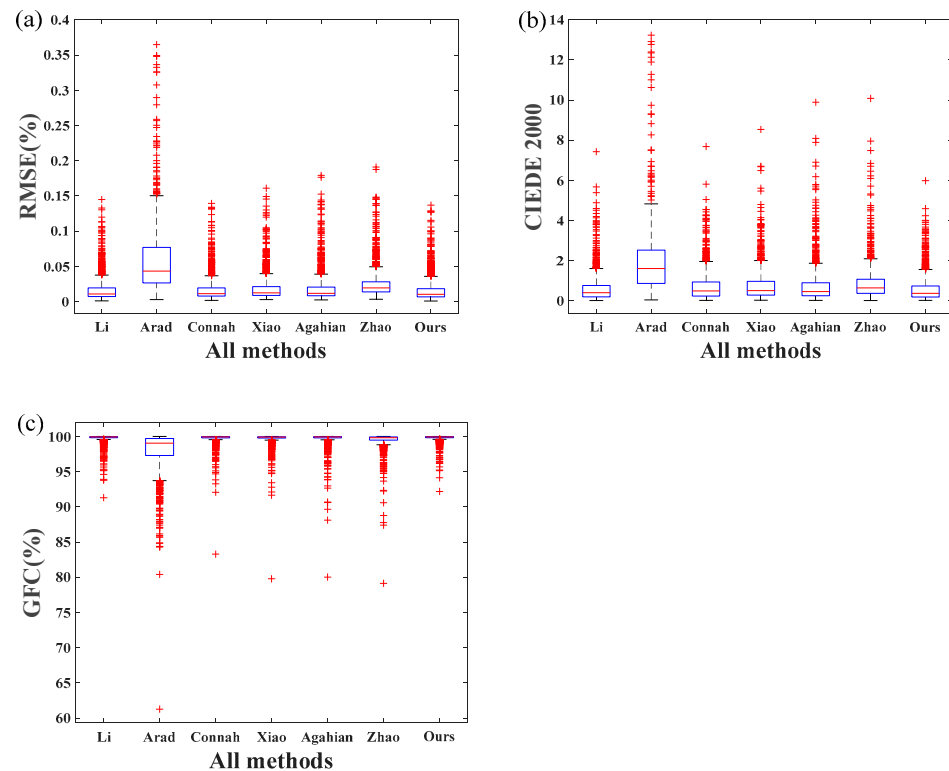 (a)
0.4
0.35
0.3
0.25
0.2
0.15
0.1
0.05
0
RMSE(%)
Li Arad Connah Xiao Agahian Zhao Ours
All methods
(b)
14
12
10
8
6
4
2
0
CIEDE 2000
Li Arad Connah Xiao Agahian Zhao Ours
All methods
(c)
100
95
90
85
80
75
70
65
60
GFC(%)
Li Arad Connah Xiao Agahian Zhao Ours
All methods